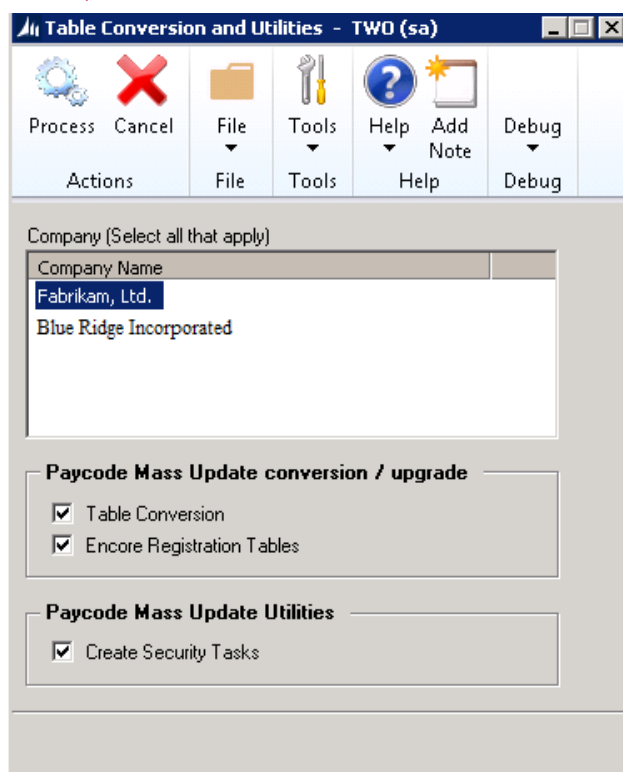 Table Conversion and Utilities - TWO (sa)
Process Cancel File Tools Help Add Note Debug
Actions File Tools Help Debug
Company (Select all that apply)
Company Name
Fabrikam, Ltd.
Blue Ridge Incorporated
Paycode Mass Update conversion / upgrade
Table Conversion
Encore Registration Tables
Paycode Mass Update Utilities
Create Security Tasks